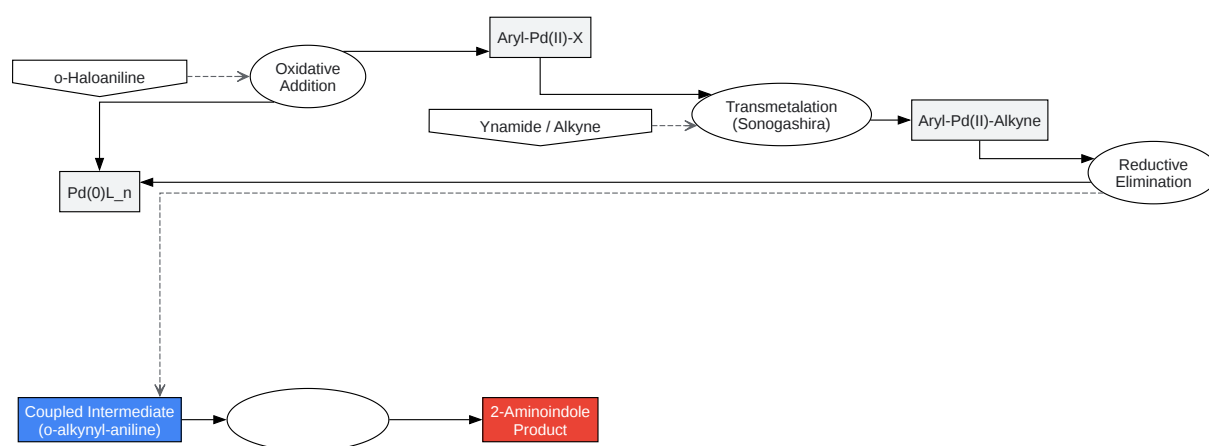 Aryl-Pd(II)-X
Oxidative
Addition
o-Haloaniline
Transmetalation
(Sonogashira)
Ynamide / Alkyne
Aryl-Pd(II)-Alkyne
Reductive
Elimination
Pd(0)L_n
Coupled Intermediate
(o-alkynyl-aniline)
2-Aminoindole
Product